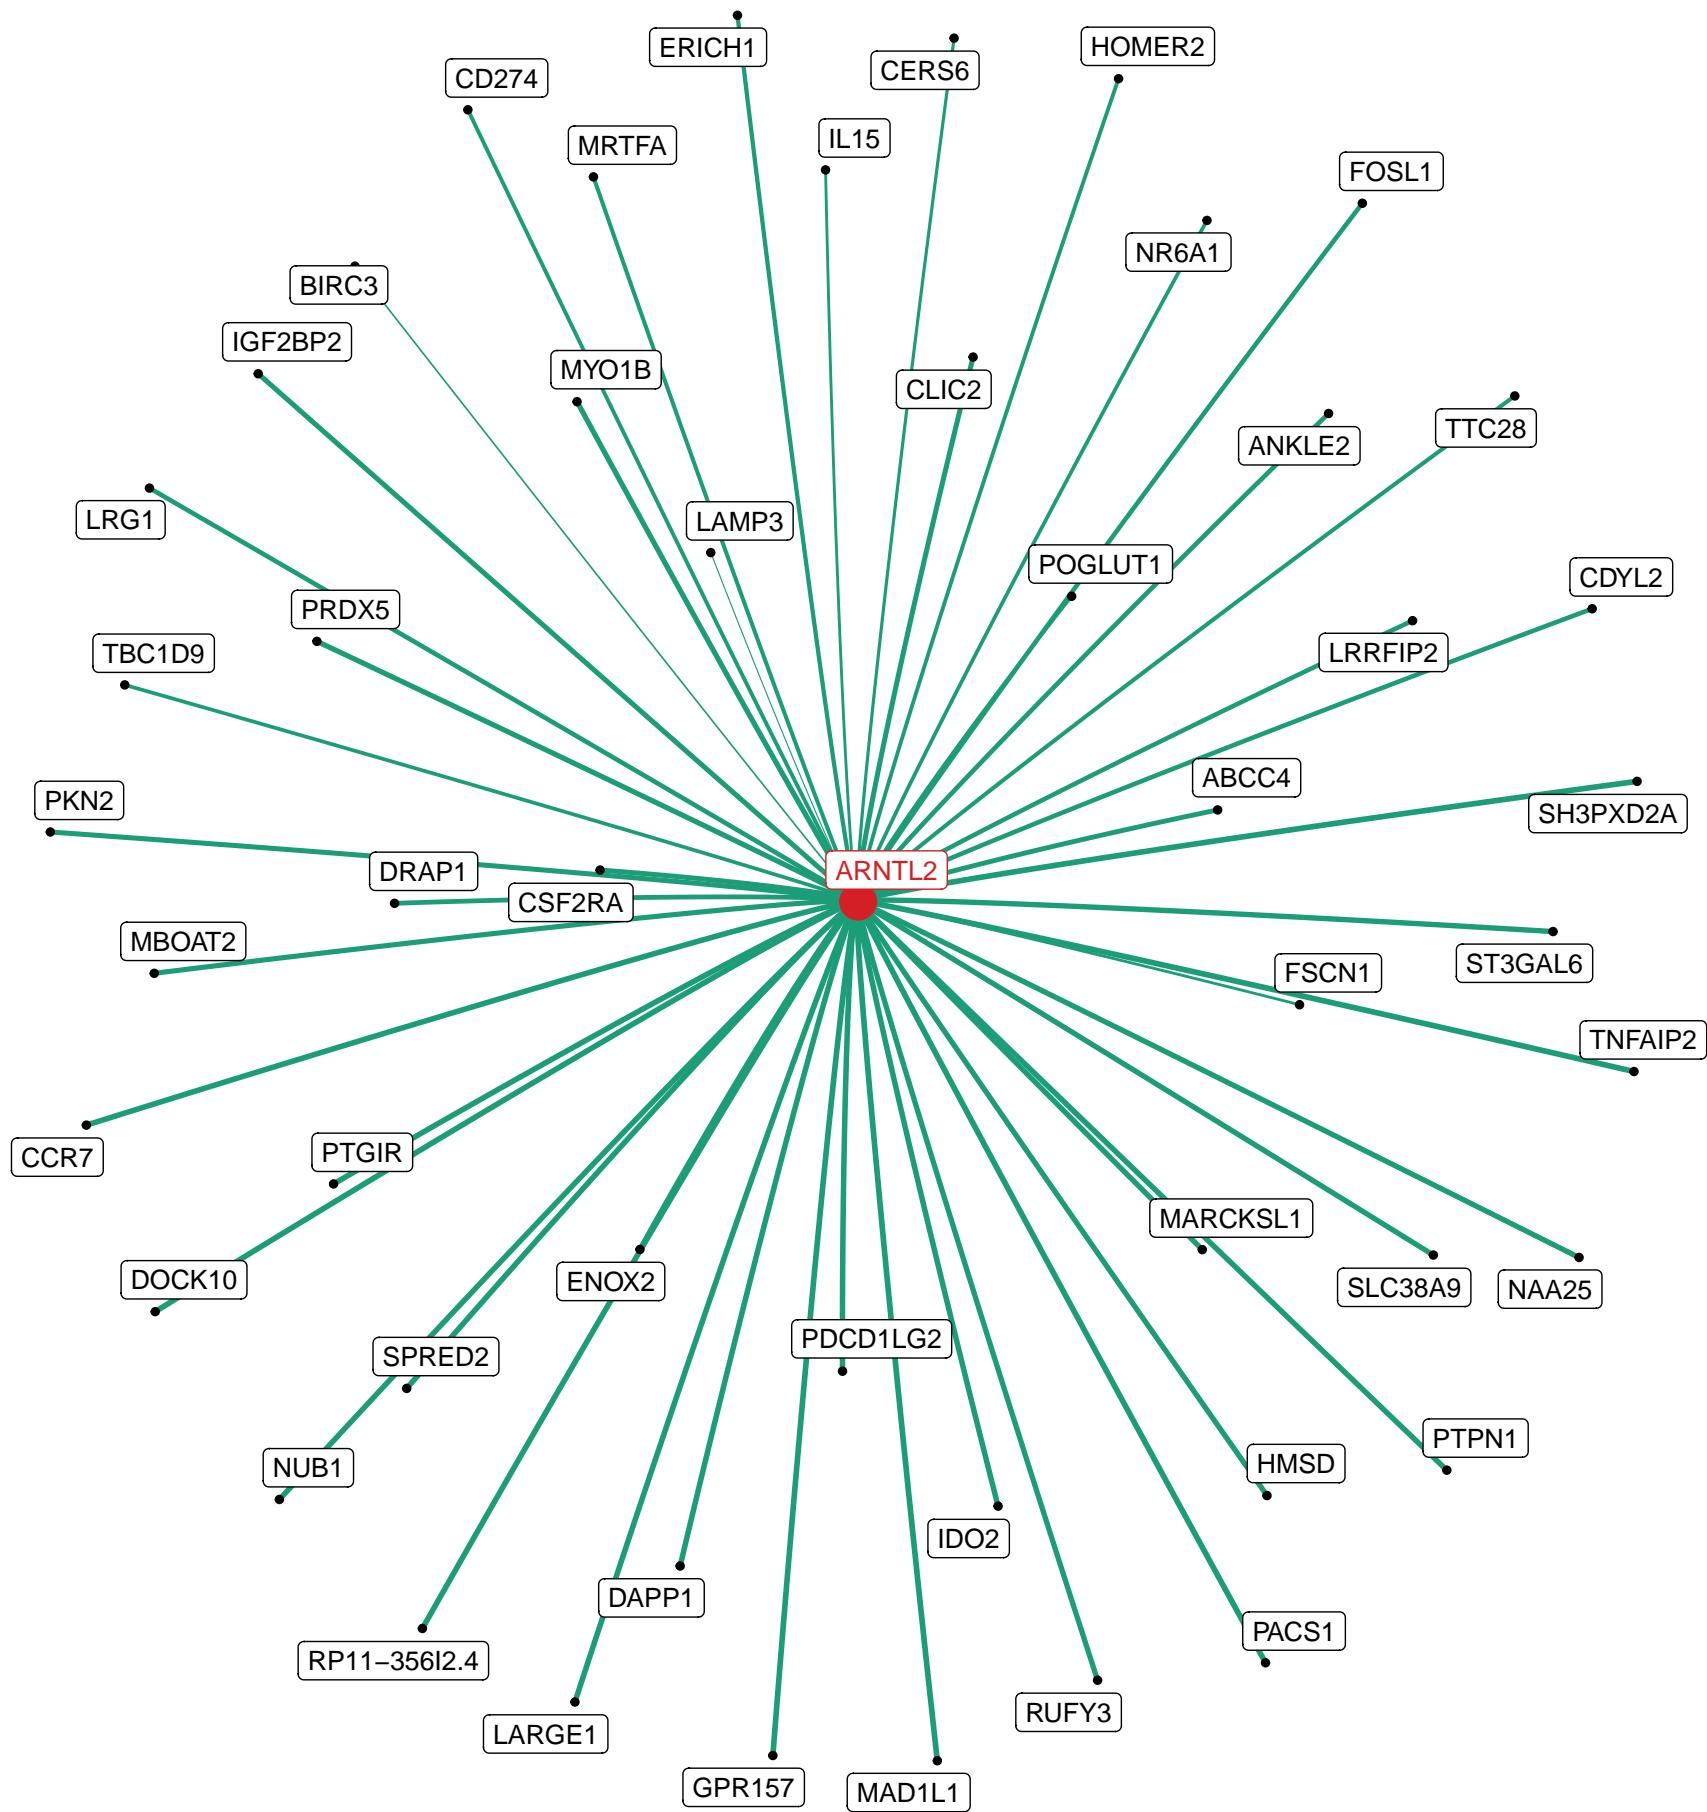 ERICH1
HOMER2
CERS6
CD274
IL15
MRTFA
FOSL1
NR6A1
BIRC3
IGF2BP2
MYO1B
CLIC2
TTC28
ANKLE2
LRG1
LAMP3
POGLUT1
CDYL2
PRDX5
TBC1D9
LRRFIP2
ABCC4
PKN2
SH3PXD2A
DRAP1
ARNTL2
CSF2RA
MBOAT2
ST3GAL6
FSCN1
TNFAIP2
CCR7
PTGIR
MARCKSL1
DOCK10
ENOX2
SLC38A9
NAA25
PDCD1LG2
SPRED2
PTPN1
NUB1
HMSD
IDO2
DAPP1
PACS1
RP11−356I2.4
RUFY3
LARGE1
GPR157
MAD1L1